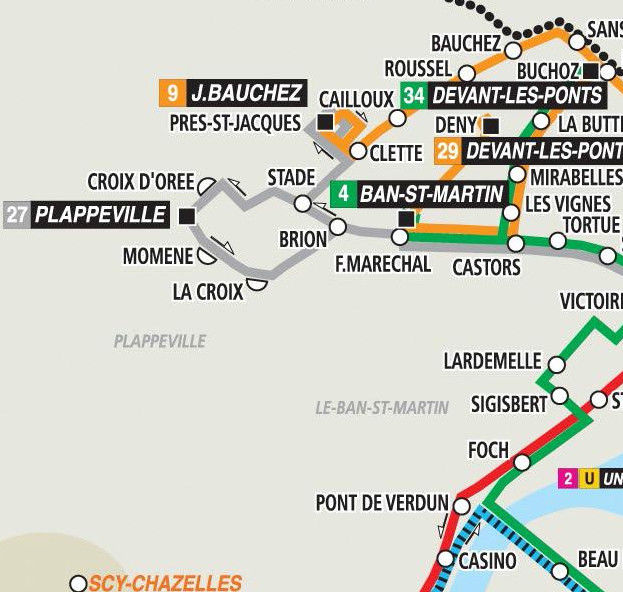 SANS
BAUCHEZ
ROUSSEL
BUCHOZ
9 J.BAUCHEZ
CAILLOUX
34 DEVANT-LES-PONTS
PRES-ST-JACQUES
DENY
LA BUTT
CLETTE
29 DEVANT-LES-PONT
CROIX D'OREE
STADE
MIRABELLES
4 BAN-ST-MARTIN
LES VIGNES
27 PLAPPEVILLE
TORTUE
BRION
MOMENE
F.MARECHAL
CASTORS
LA CROIX
VICTOIR
PLAPPEVILLE
LARDEMELLE
LE-BAN-ST-MARTIN
SIGISBERT
FOCH
2 U UN
PONT DE VERDUN
CASINO
BEAU
SCY-CHAZELLES